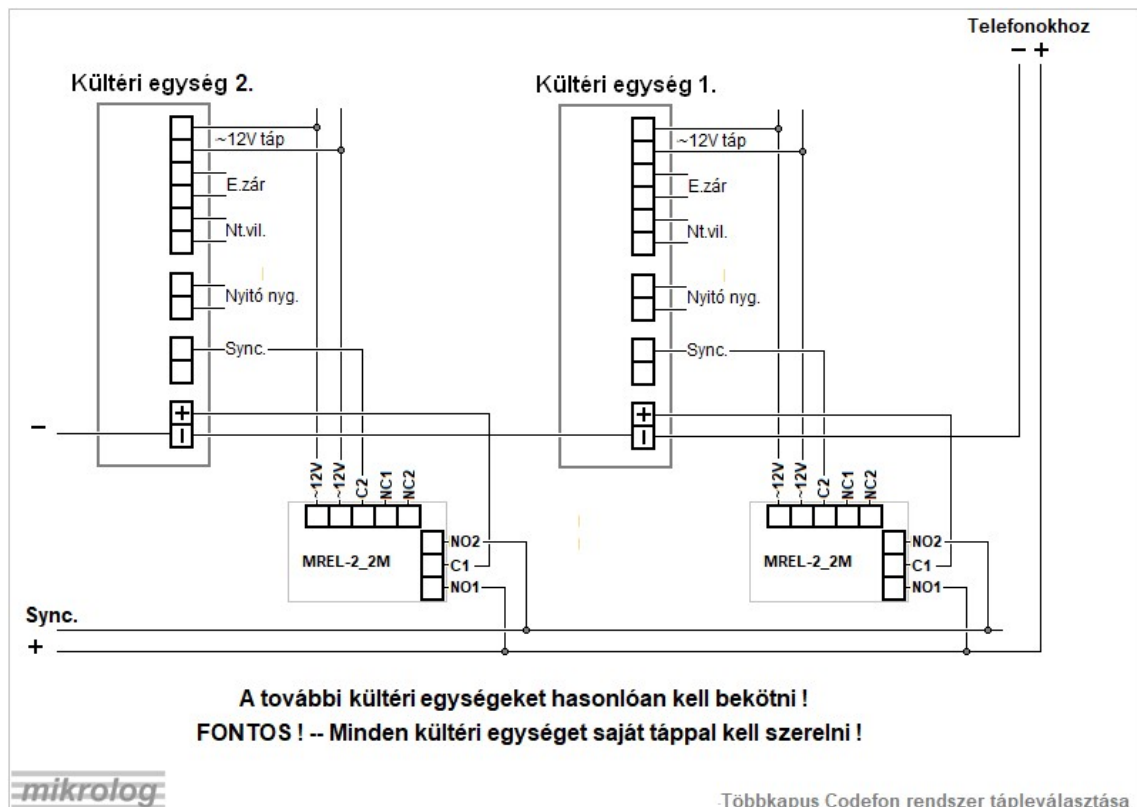 Telefonokhoz
− +
Kültéri egység 2.
Kültéri egység 1.
~12V táp
E.zár
Nt.vil.
Nyitó nyg.
Sync.
+
−
~12V táp
E.zár
Nt.vil.
Nyitó nyg.
Sync.
+
−
−
~12V
~12V
C2
NC1
NC2
MREL-2_2M
NO2
C1
NO1
~12V
~12V
C2
NC1
NC2
MREL-2_2M
NO2
C1
NO1
Sync.
+
A további kültéri egységeket hasonlóan kell bekötni !
FONTOS ! -- Minden kültéri egységet saját táppal kell szerelni !
mikrolog
Többkapus Codefon rendszer tápleválasztása